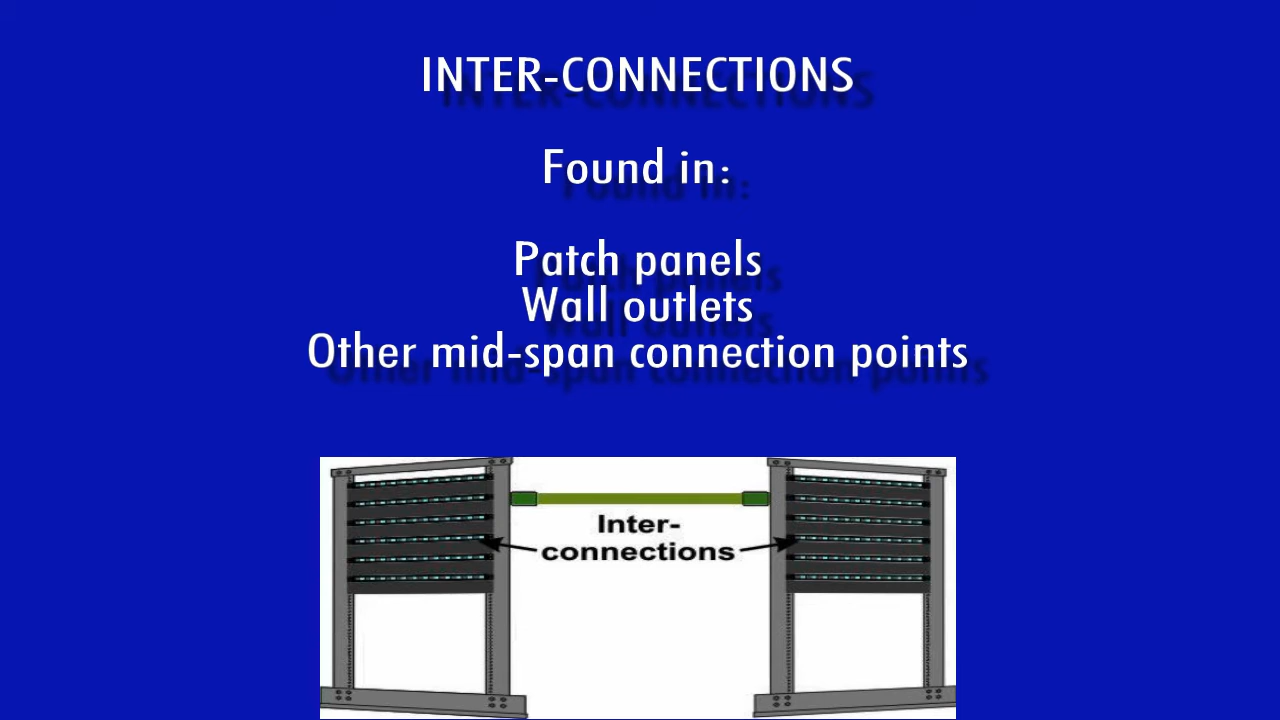 INTER-CONNECTIONS
Found in:
Patch panels
Wall outlets
Other mid-span connection points
Inter-
connections